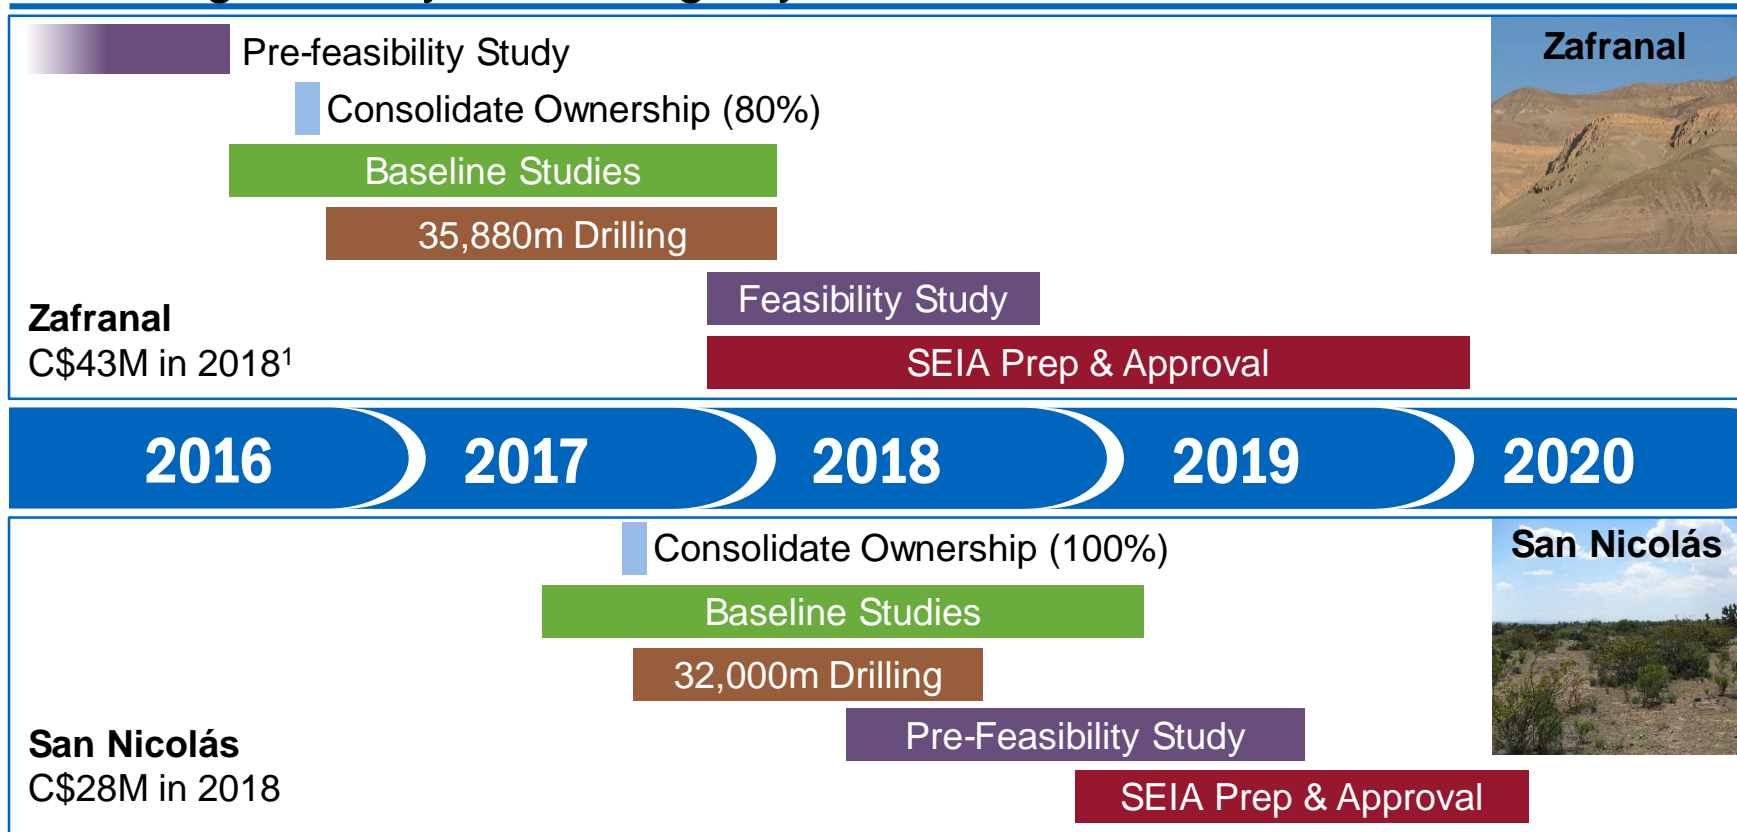 Pre-feasibility Study
Zafranal
Consolidate Ownership (80%)
Baseline Studies
35,880m Drilling
Feasibility Study
Zafranal
C$43M in 2018¹
SEIA Prep & Approval
2016 2017 2018 2019 2020
Consolidate Ownership (100%)
San Nicolás
Baseline Studies
32,000m Drilling
Pre-Feasibility Study
San Nicolás
C$28M in 2018
SEIA Prep & Approval